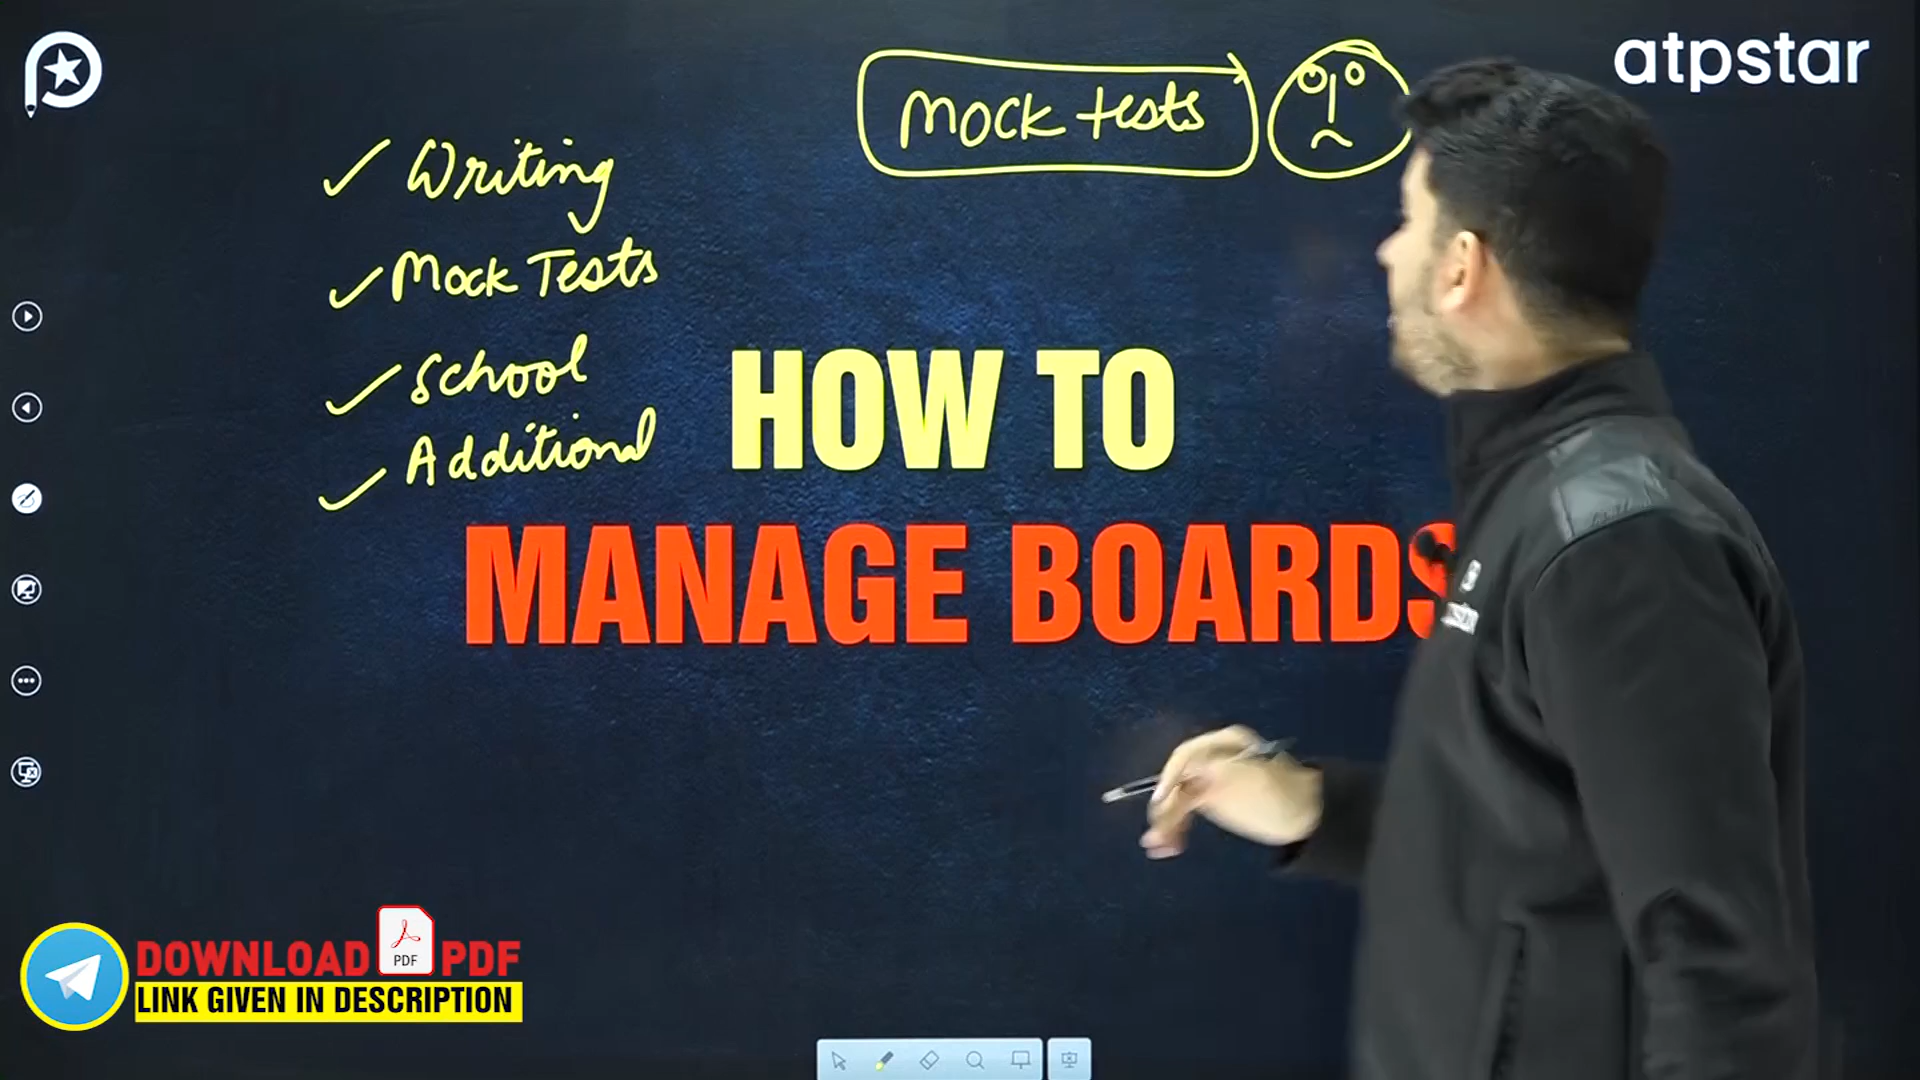 atpstar
mock tests
Writing
Mock Tests
School
Additional
HOW TO
MANAGE BOARDS
DOWNLOAD PDF
PDF
LINK GIVEN IN DESCRIPTION